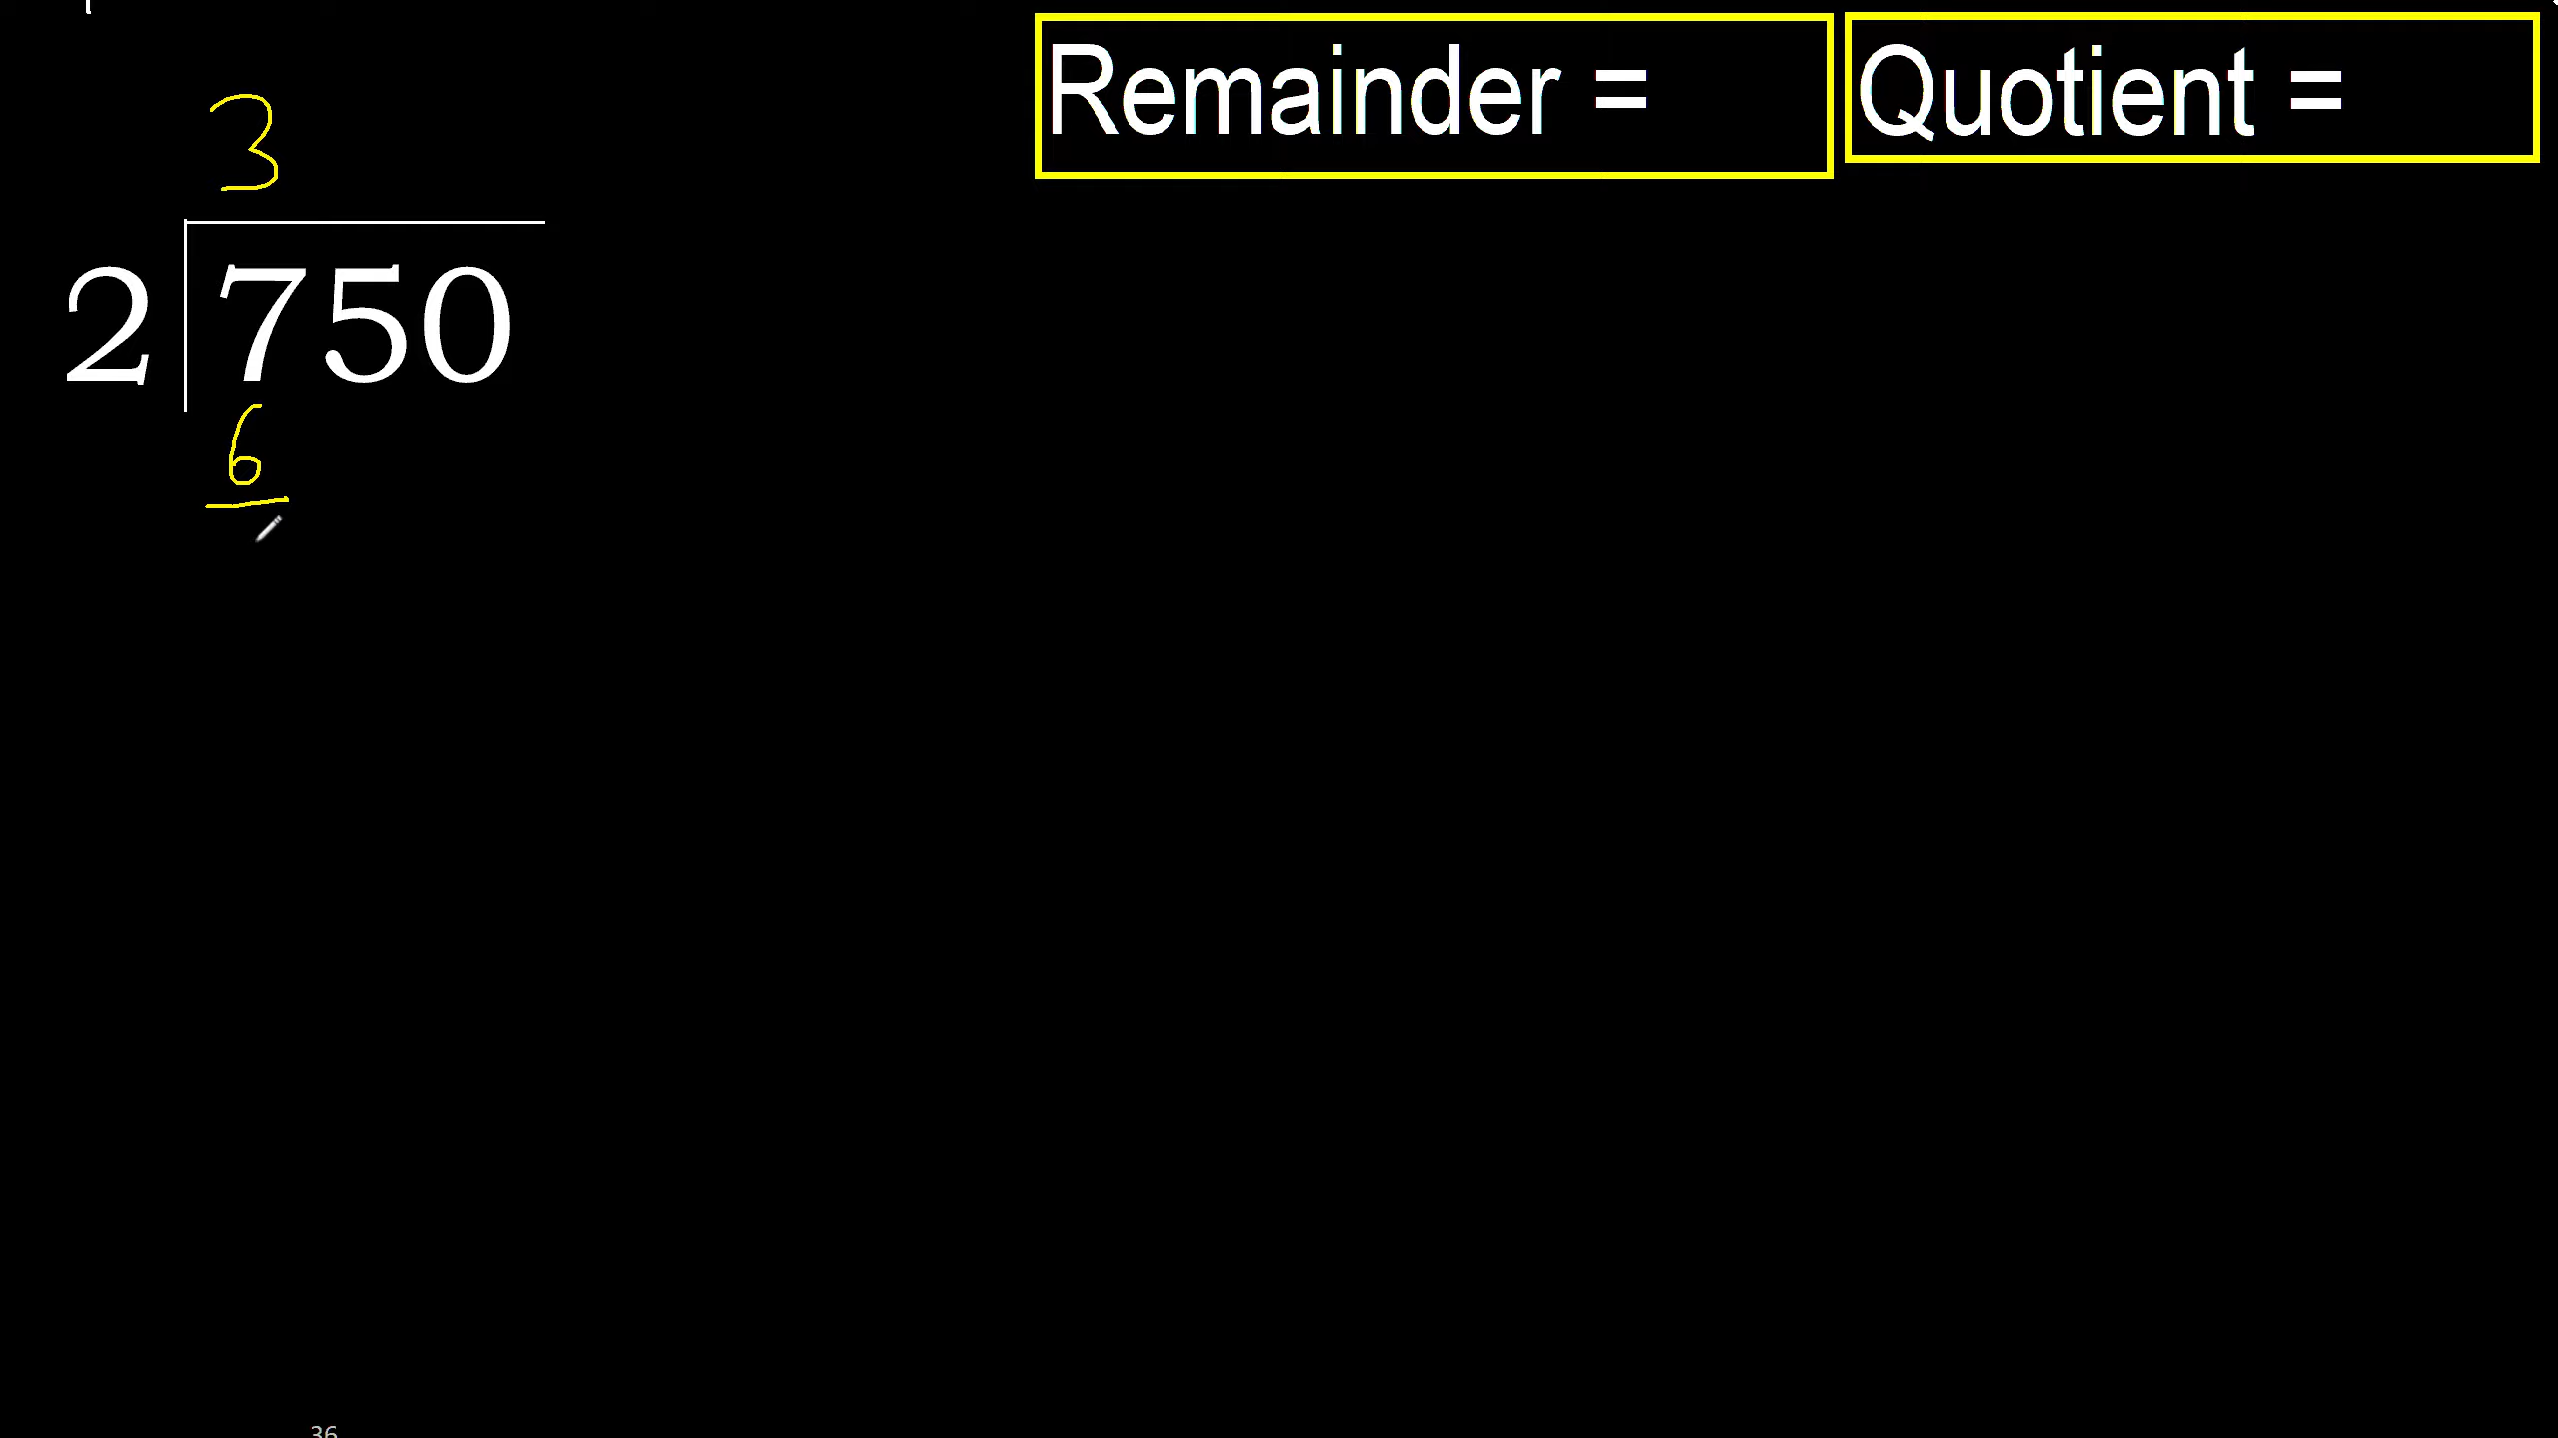 Remainder =
Quotient =
3
2 750
6
36